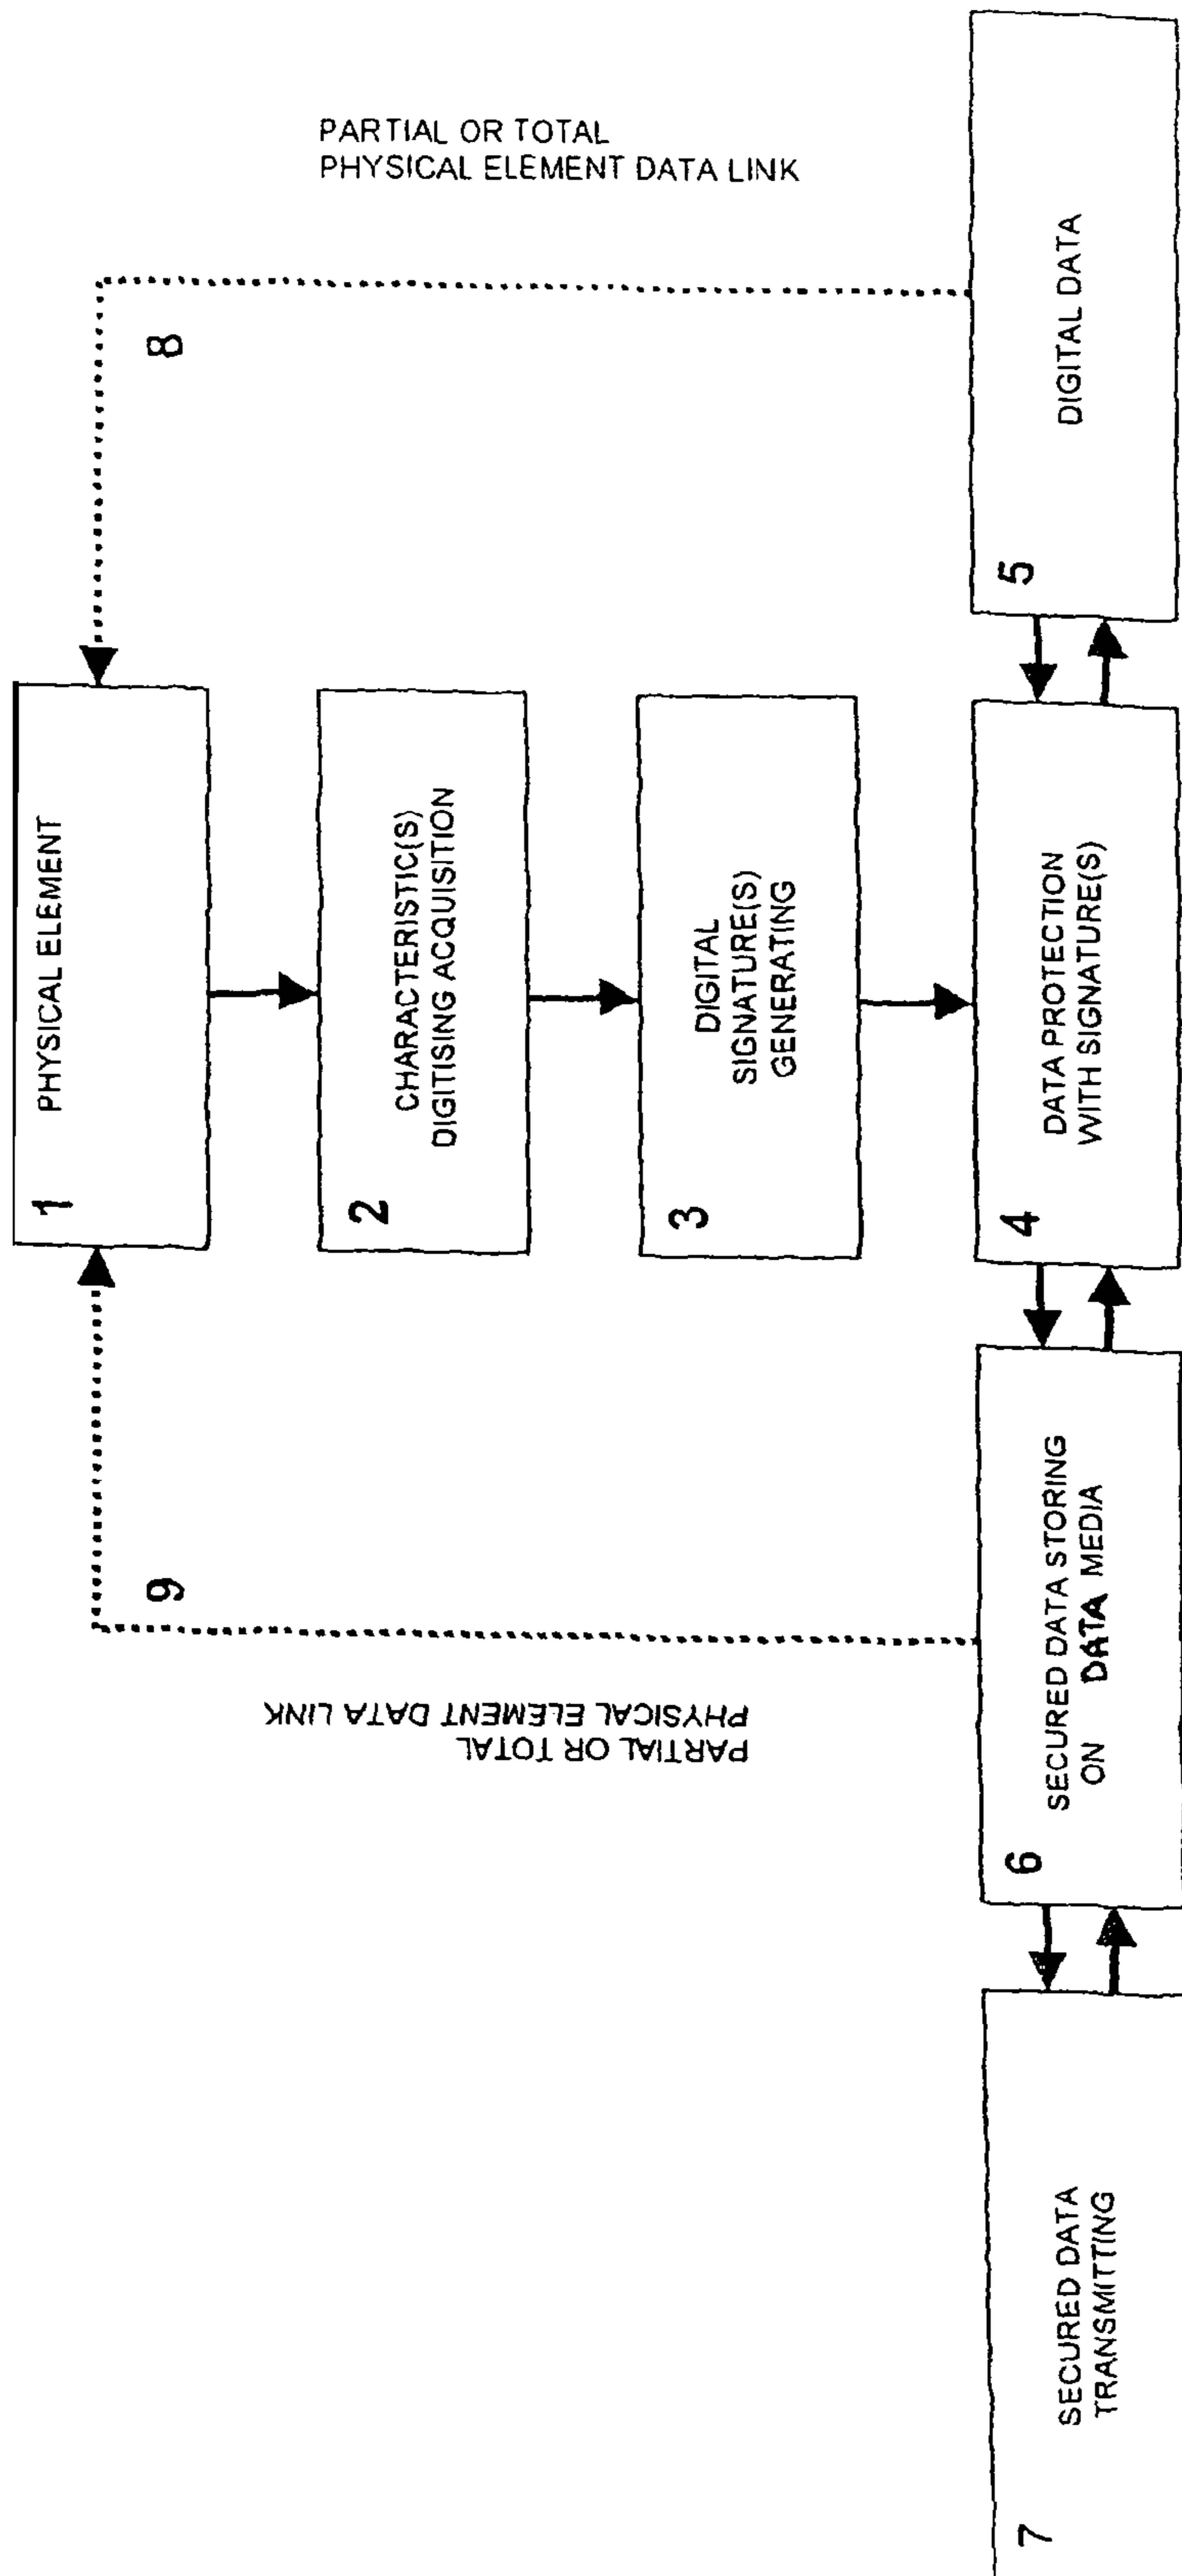 1
PHYSICAL ELEMENT
2
CHARACTERISTIC(S)
DIGITISING ACQUISITION
3
DIGITAL
SIGNATURE(S)
GENERATING
4
DATA PROTECTION
WITH SIGNATURE(S)
5
DIGITAL DATA
6
SECURED DATA STORING
ON DATA MEDIA
7
SECURED DATA
TRANSMITTING
8
PARTIAL OR TOTAL
PHYSICAL ELEMENT DATA LINK
9
PARTIAL OR TOTAL
PHYSICAL ELEMENT DATA LINK